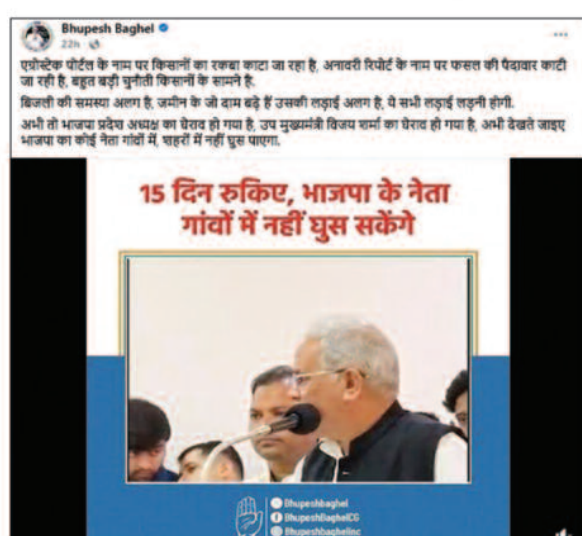 Bhupesh Baghel
22h
एग्रोस्टेक पोर्टल के नाम पर किसानों का रकबा काटा जा रहा है, अनावरी रिपोर्ट के नाम पर फसल की पैदावार काटी
जा रही है, बहुत बड़ी चुनौती किसानों के सामने है.
बिजली की समस्या अलग है, जमीन के जो दाम बढ़े हैं उसकी लड़ाई अलग है, ये सभी लड़ाई लड़नी होगी.
अभी तो भाजपा प्रदेश अध्यक्ष का घेराव हो गया है, उप मुख्यमंत्री विजय शर्मा का घेराव हो गया है, अभी देखते जाइए
भाजपा का कोई नेता गांवों में, शहरों में नहीं घुस पाएगा.
15 दिन रुकिए, भाजपा के नेता
गांवों में नहीं घुस सकेंगे
Bhupeshbaghel
BhupeshBaghelCG
Bhupeshbaghelinc